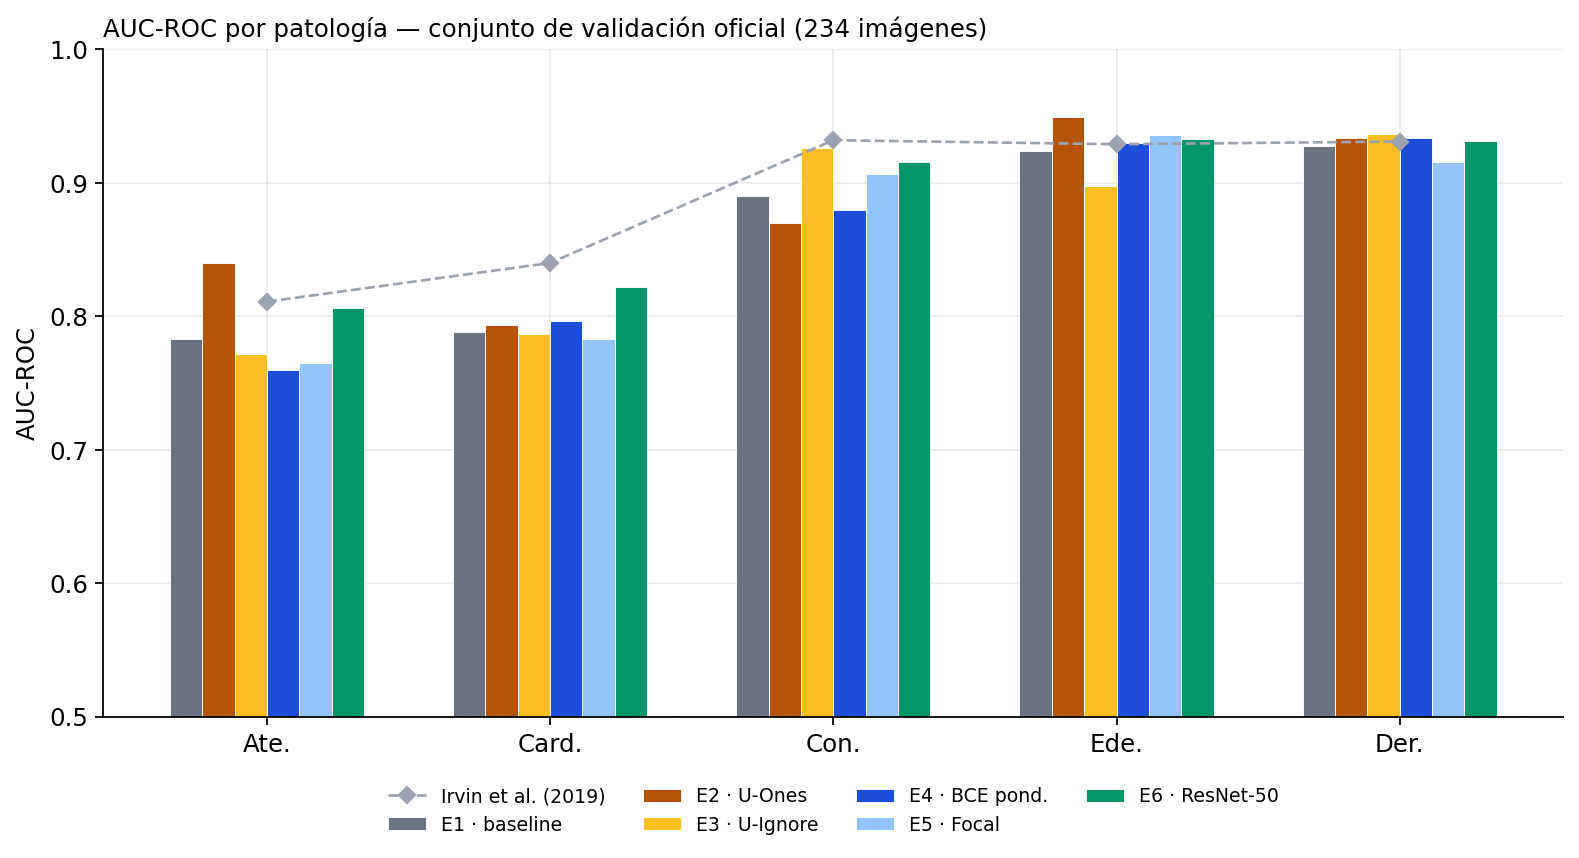 AUC-ROC por patología — conjunto de validación oficial (234 imágenes)
AUC-ROC
1.0
0.9
0.8
0.7
0.6
0.5
Ate. Card. Con. Ede. Der.
Irvin et al. (2019) E2 · U-Ones E4 · BCE pond. E6 · ResNet-50
E1 · baseline E3 · U-Ignore E5 · Focal